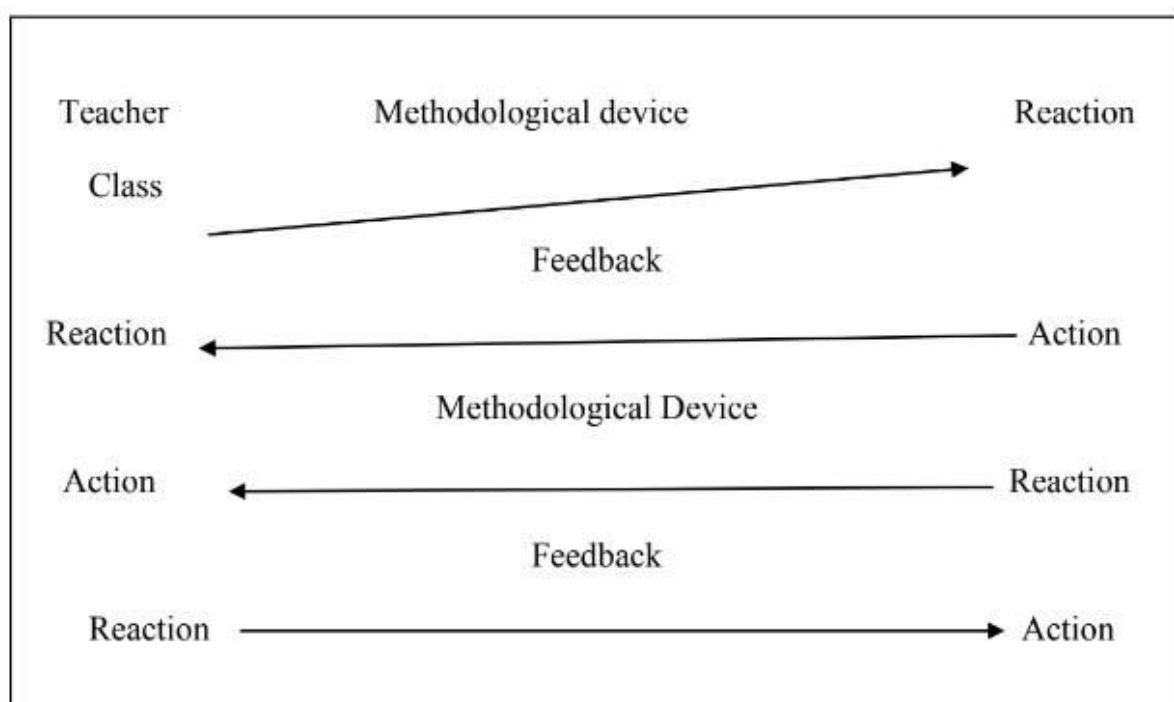 Teacher Methodological device Reaction
Class
Feedback
Reaction Action
Methodological Device
Action Reaction
Feedback
Reaction Action